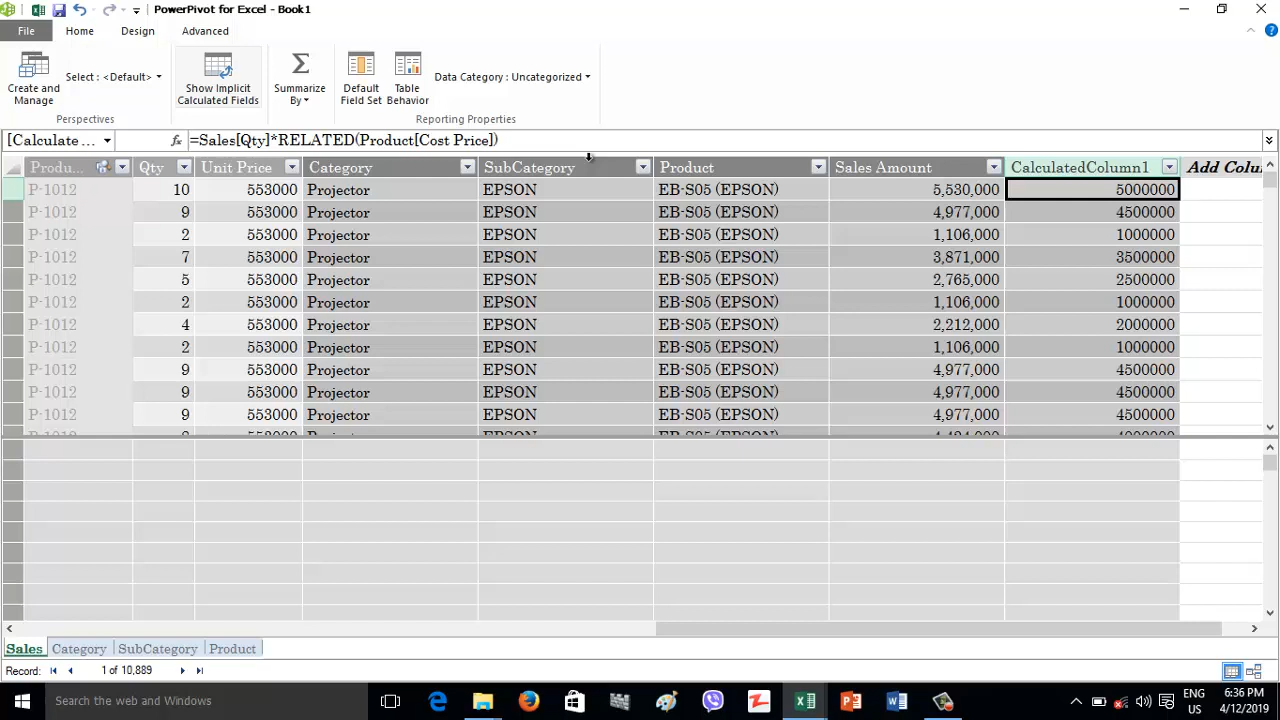 PowerPivot for Excel - Book1
File Home Design Advanced
Create and Manage
Select : <Default>
Show Implicit Calculated Fields
Summarize By
Default Field Set
Table Behavior
Data Category : Uncategorized
Perspectives
Reporting Properties
[Calculate ... fx =Sales[Qty]*RELATED(Product[Cost Price])
Produ... Qty Unit Price Category SubCategory Product Sales Amount CalculatedColumn1 Add Colu
P-1012 10 553000 Projector EPSON EB-S05 (EPSON) 5,530,000 5000000
P-1012 9 553000 Projector EPSON EB-S05 (EPSON) 4,977,000 4500000
P-1012 2 553000 Projector EPSON EB-S05 (EPSON) 1,106,000 1000000
P-1012 7 553000 Projector EPSON EB-S05 (EPSON) 3,871,000 3500000
P-1012 5 553000 Projector EPSON EB-S05 (EPSON) 2,765,000 2500000
P-1012 2 553000 Projector EPSON EB-S05 (EPSON) 1,106,000 1000000
P-1012 4 553000 Projector EPSON EB-S05 (EPSON) 2,212,000 2000000
P-1012 2 553000 Projector EPSON EB-S05 (EPSON) 1,106,000 1000000
P-1012 9 553000 Projector EPSON EB-S05 (EPSON) 4,977,000 4500000
P-1012 9 553000 Projector EPSON EB-S05 (EPSON) 4,977,000 4500000
P-1012 9 553000 Projector EPSON EB-S05 (EPSON) 4,977,000 4500000
P-1012 553000 Projector EPSON EB-S05 (EPSON)
Sales Category SubCategory Product
Record: 1 of 10,889
Search the web and Windows
ENG 6:36 PM
US 4/12/2019